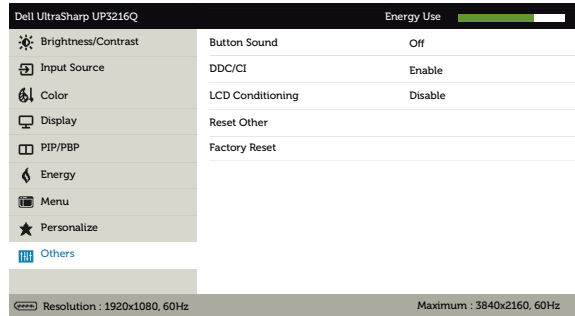 Dell UltraSharp UP3216Q Energy Use
Brightness/Contrast
Input Source
Color
Display
PIP/PBP
Energy
Menu
Personalize
Others
Button Sound Off
DDC/CI Enable
LCD Conditioning Disable
Reset Other
Factory Reset
Resolution : 1920x1080, 60Hz Maximum : 3840x2160, 60Hz